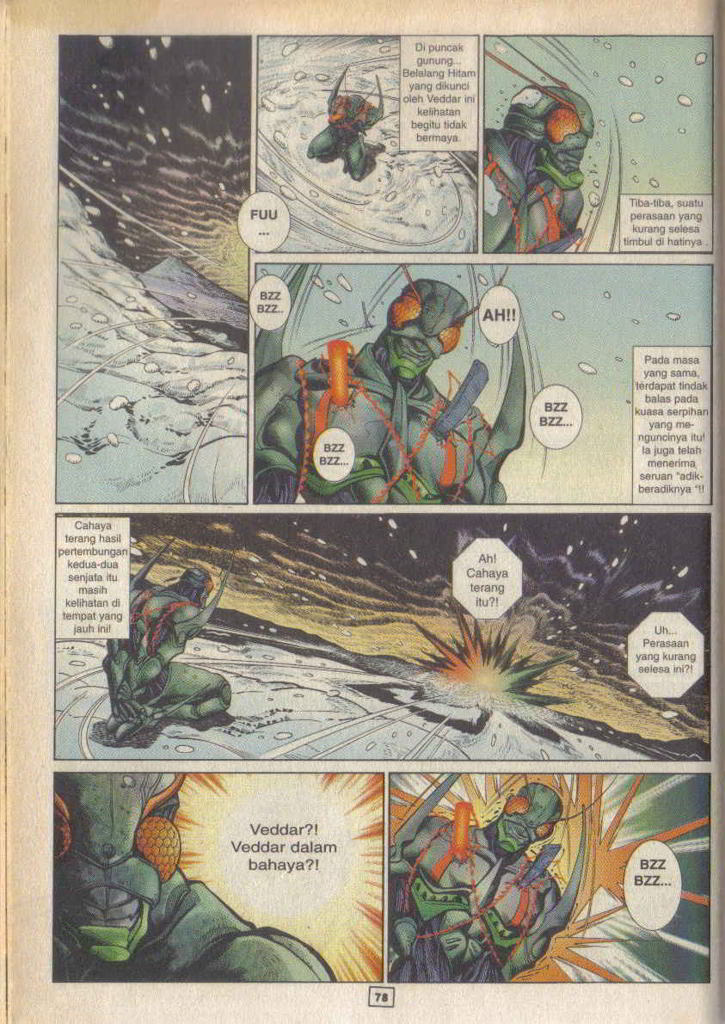 FUU
...
Di puncak
gunung...
Belalang Hitam
yang dikunci
oleh Veddar ini
kelihatan
begitu tidak
bermaya.
Tiba-tiba, suatu
perasaan yang
kurang selesa
timbul di hatinya .
BZZ
BZZ..
AH!!
BZZ
BZZ...
BZZ
BZZ...
Pada masa
yang sama,
terdapat tindak
balas pada
kuasa serpihan
yang me-
nguncinya itu!
Ia juga telah
menerima
seruan "adik-
beradiknya "!!
Cahaya
terang hasil
pertembungan
kedua-dua
senjata itu
masih
kelihatan di
tempat yang
jauh ini!
Ah!
Cahaya
terang
itu?!
Uh...
Perasaan
yang kurang
selesa ini?!
Veddar?!
Veddar dalam
bahaya?!
BZZ
BZZ...
78